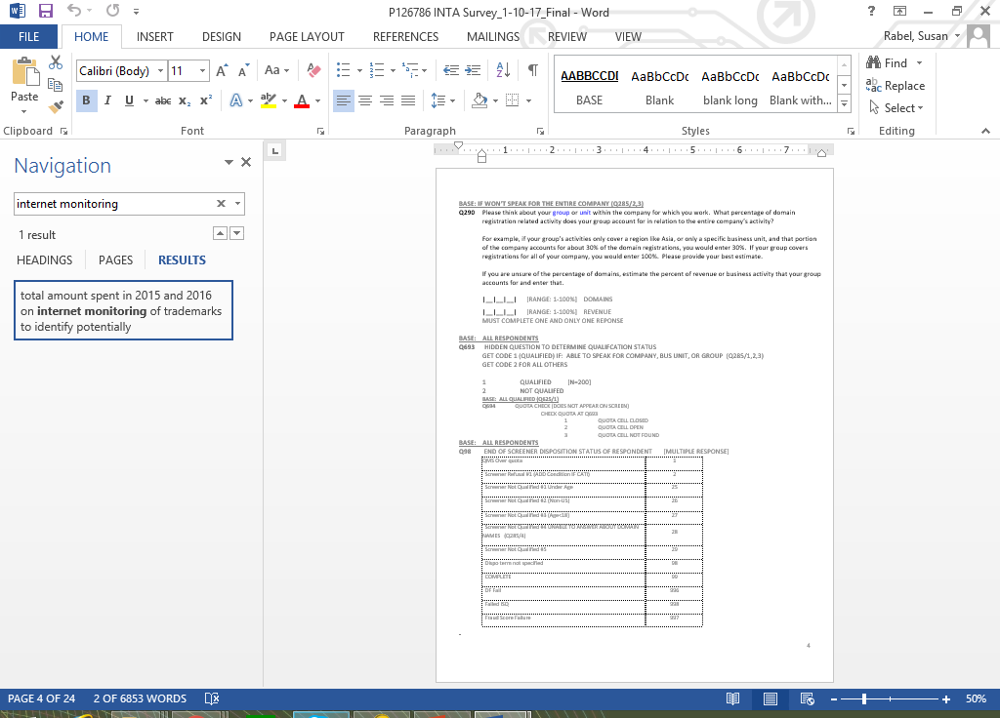 P126786 INTA Survey_1-10-17_Final - Word
FILE HOME INSERT DESIGN PAGE LAYOUT REFERENCES MAILINGS REVIEW VIEW Rabel, Susan
Calibri (Body) 11 Aa
Paste B I U abc x₂ x² A ab A
AABBCCDI AaBbCcDc AaBbCcDc AaBbCcDc
BASE Blank blank long Blank with...
Find
Replace
Select
Clipboard Font Paragraph Styles Editing
Navigation
internet monitoring
1 result
HEADINGS PAGES RESULTS
total amount spent in 2015 and 2016
on internet monitoring of trademarks
to identify potentially
1 2 3 4 5 6 7
BASE: IF WON'T SPEAK FOR THE ENTIRE COMPANY (Q285/2,3)
Q290 Please think about your group or unit within the company for which you work. What percentage of domain
registration related activity does your group account for in relation to the entire company's activity?
For example, if your group's activities only cover a region like Asia, or only a specific business unit, and that portion
of the company accounts for about 30% of the domain registrations, you would enter 30%. If your group covers
registrations for all of your company, you would enter 100%. Please provide your best estimate.
If you are unsure of the percentage of domains, estimate the percent of revenue or business activity that your group
accounts for and enter that.
|__|__|__| [RANGE: 1-100%] DOMAINS
|__|__|__| [RANGE: 1-100%] REVENUE
MUST COMPLETE ONE AND ONLY ONE REPONSE
BASE: ALL RESPONDENTS
Q693 HIDDEN QUESTION TO DETERMINE QUALIFCATION STATUS
GET CODE 1 (QUALIFIED) IF: ABLE TO SPEAK FOR COMPANY, BUS UNIT, OR GROUP (Q285/1,2,3)
GET CODE 2 FOR ALL OTHERS
1 QUALIFIED [N=200]
2 NOT QUALIFED
BASE: ALL QUALIFIED (Q625/1)
Q694 QUOTA CHECK (DOES NOT APPEAR ON SCREEN)
CHECK QUOTA AT Q693
1 QUOTA CELL CLOSED
2 QUOTA CELL OPEN
3 QUOTA CELL NOT FOUND
BASE: ALL RESPONDENTS
Q98 END OF SCREENER DISPOSITION STATUS OF RESPONDENT [MULTIPLE RESPONSE]
QMS Over quota 1
Screener Refusal #1 (ADD Condition IF CATI) 2
Screener Not Qualified #1 Under Age 25
Screener Not Qualified #2 (Non-US) 26
Screener Not Qualified #3 (Age<18) 27
Screener Not Qualified #4 UNABLE TO ANSWER ABOUT DOMAIN
NAMES (Q285/4) 28
Screener Not Qualified #5 29
Dispo terms not specified 98
COMPLETE 99
DF Fail 996
Failed ISQ 998
Fraud Score Failure 997
4
PAGE 4 OF 24 2 OF 6853 WORDS 50%